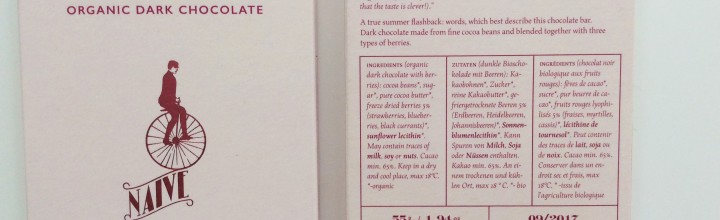 ORGANIC DARK CHOCOLATE
NAIVE
that the taste is clever!)."
A true summer flashback: words, which best describe this chocolate bar.
Dark chocolate made from fine cocoa beans and blended together with three
types of berries.
INGREDIENTS (organic
dark chocolate with ber-
ries): cocoa beans*, sug-
ar*, pure cocoa butter*,
freeze dried berries 5%
(strawberries, blueber-
ries, black currants)*,
sunflower lecithin*.
May contain traces of
milk, soy or nuts. Cacao
min. 65%. Keep in a dry
and cool place, max 18°C.
*-organic
ZUTATEN (dunkle Bioscho-
kolade mit Beeren): Ka-
kaobohnen*, Zucker*,
reine Kakaobutter*, ge-
friergetrocknete Beeren 5%
(Erdbeeren, Heidelbeeren,
Johannisbeeren)*, Sonnen-
blumenlecithin*. Kann
Spuren von Milch, Soja
oder Nüssen enthalten.
Kakao min. 65%. An ei-
nem trockenen und küh-
len Ort, max 18 °C. *- bio
INGRÉDIENTS (chocolat noir
biologique aux fruits
rouges): fèves de cacao*,
sucre*, pur beurre de ca-
cao*, fruits rouges lyophi-
lisés 5% (fraises, myrtilles,
cassis)*, lécithine de
tournesol*. Peut contenir
des traces de lait, soja ou
de noix. Cacao min. 65%.
Conserver dans un en-
droit sec et frais, max
18°C. * -issu de
l'agriculture biologique
55g / 1.94 oz
09/2017